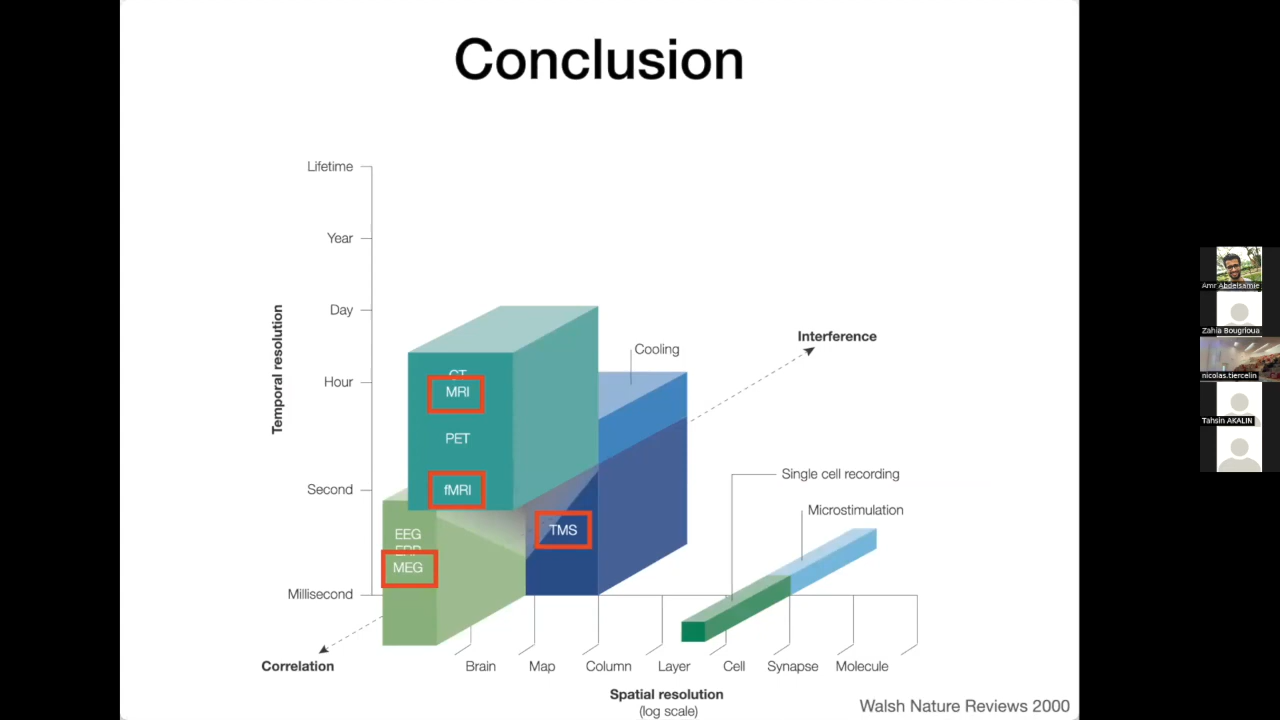 Conclusion
Lifetime
Year
Day
Hour
Second
Millisecond
Temporal resolution
CT
MRI
PET
fMRI
EEG
ERP
MEG
TMS
Cooling
Interference
Single cell recording
Microstimulation
Correlation
Brain
Map
Column
Layer
Cell
Synapse
Molecule
Spatial resolution
(log scale)
Walsh Nature Reviews 2000
Amr Abdelsamie
Zahia Bougrioua
nicolas.tiercelin
Tahsin AKALIN